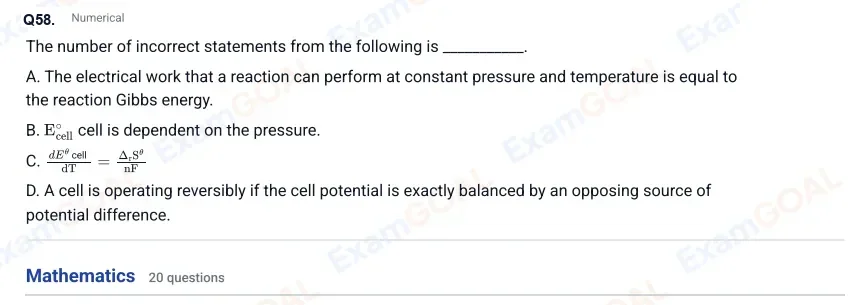 Q58. Numerical
The number of incorrect statements from the following is ___________.
A. The electrical work that a reaction can perform at constant pressure and temperature is equal to
the reaction Gibbs energy.
B. E°cell cell is dependent on the pressure.
C. dE^θ cell/dT = Δ_rS^θ/nF
D. A cell is operating reversibly if the cell potential is exactly balanced by an opposing source of
potential difference.
Mathematics 20 questions
ExamGOAL